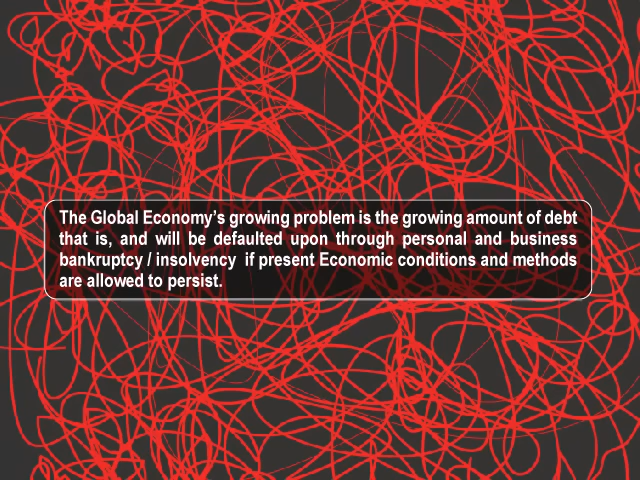 The Global Economy’s growing problem is the growing amount of debt
that is, and will be defaulted upon through personal and business
bankruptcy / insolvency  if present Economic conditions and methods
are allowed to persist.